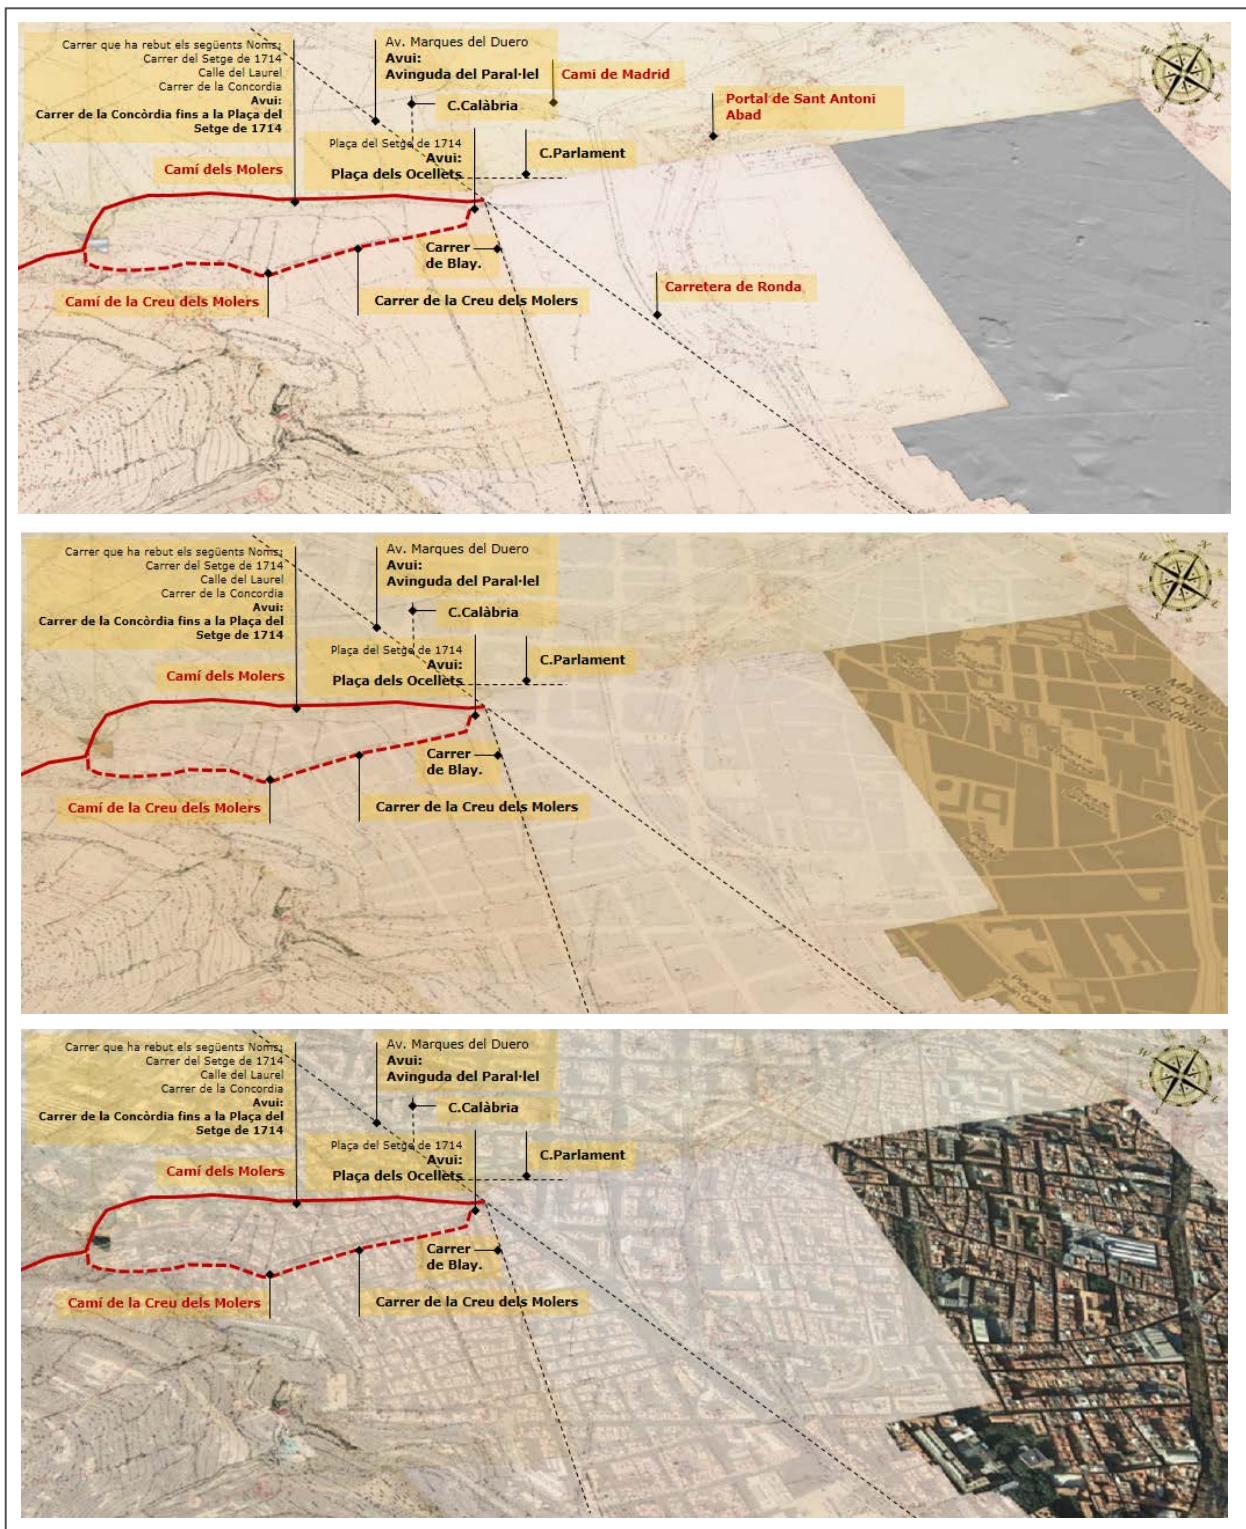 Carrer que ha rebut els següents Noms;
Carrer del Setge de 1714
Calle del Laurel
Carrer de la Concordia
Avui:
Carrer de la Concòrdia fins a la Plaça del
Setge de 1714
Av. Marques del Duero
Avui:
Avinguda del Paral·lel
Cami de Madrid
C.Calàbria
Portal de Sant Antoni
Abad
Plaça del Setge de 1714
Avui:
Plaça dels Ocellets
C.Parlament
Camí dels Molers
Carrer
de Blay.
Carretera de Ronda
Camí de la Creu dels Molers
Carrer de la Creu dels Molers
N
W
E
S
Carrer que ha rebut els següents Noms;
Carrer del Setge de 1714
Calle del Laurel
Carrer de la Concordia
Avui:
Carrer de la Concòrdia fins a la Plaça del
Setge de 1714
Av. Marques del Duero
Avui:
Avinguda del Paral·lel
C.Calàbria
Plaça del Setge de 1714
Avui:
Plaça dels Ocellets
C.Parlament
Camí dels Molers
Carrer
de Blay.
Camí de la Creu dels Molers
Carrer de la Creu dels Molers
N
W
E
S
de Déu
de Betlem
Plaça de
Carrer que ha rebut els següents Noms;
Carrer del Setge de 1714
Calle del Laurel
Carrer de la Concordia
Avui:
Carrer de la Concòrdia fins a la Plaça del
Setge de 1714
Av. Marques del Duero
Avui:
Avinguda del Paral·lel
C.Calàbria
Plaça del Setge de 1714
Avui:
Plaça dels Ocellets
C.Parlament
Camí dels Molers
Carrer
de Blay.
Camí de la Creu dels Molers
Carrer de la Creu dels Molers
N
W
E
S